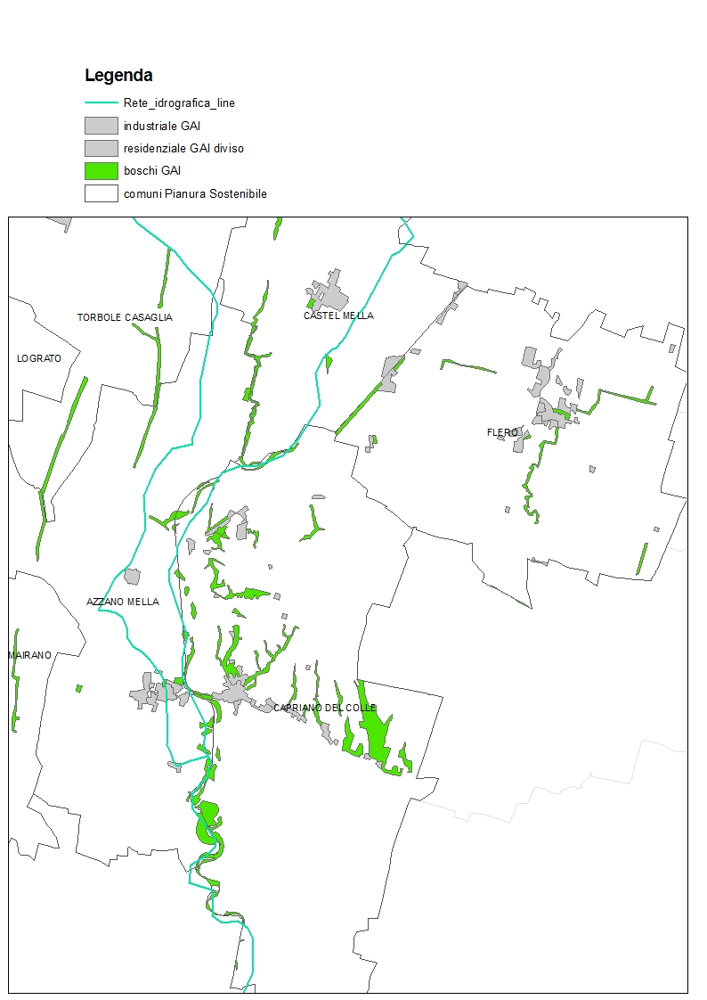 Legenda
Rete_idrografica_line
industriale GAI
residenziale GAI diviso
boschi GAI
comuni Pianura Sostenibile
CASTEL MELLA
TORBOLE CASAGLIA
LOGRATO
FLERO
AZZANO MELLA
MAIRANO
CAPRIANO DEL COLLE